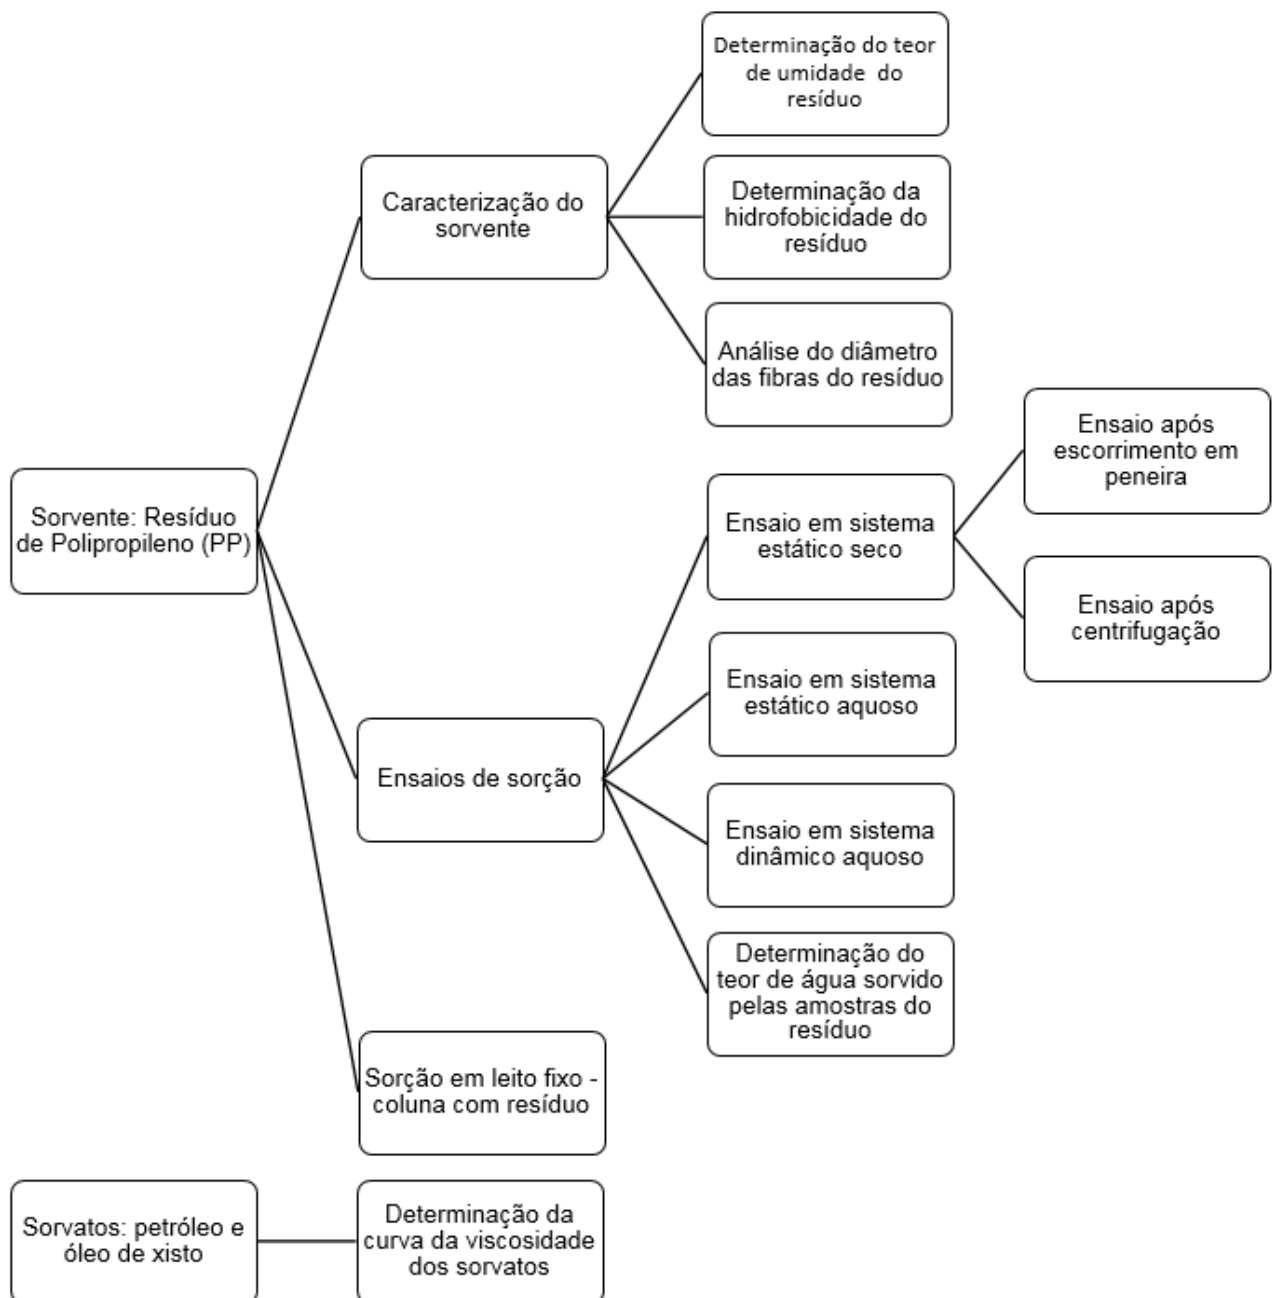 Sorvente: Resíduo
de Polipropileno (PP)
Caracterização do
sorvente
Determinação do teor
de umidade do
resíduo
Determinação da
hidrofobicidade do
resíduo
Análise do diâmetro
das fibras do resíduo
Ensaios de sorção
Ensaio em sistema
estático seco
Ensaio após
escorrimento em
peneira
Ensaio após
centrifugação
Ensaio em sistema
estático aquoso
Ensaio em sistema
dinâmico aquoso
Determinação do
teor de água sorvido
pelas amostras do
resíduo
Sorção em leito fixo -
coluna com resíduo
Sorvatos: petróleo e
óleo de xisto
Determinação da
curva da viscosidade
dos sorvatos